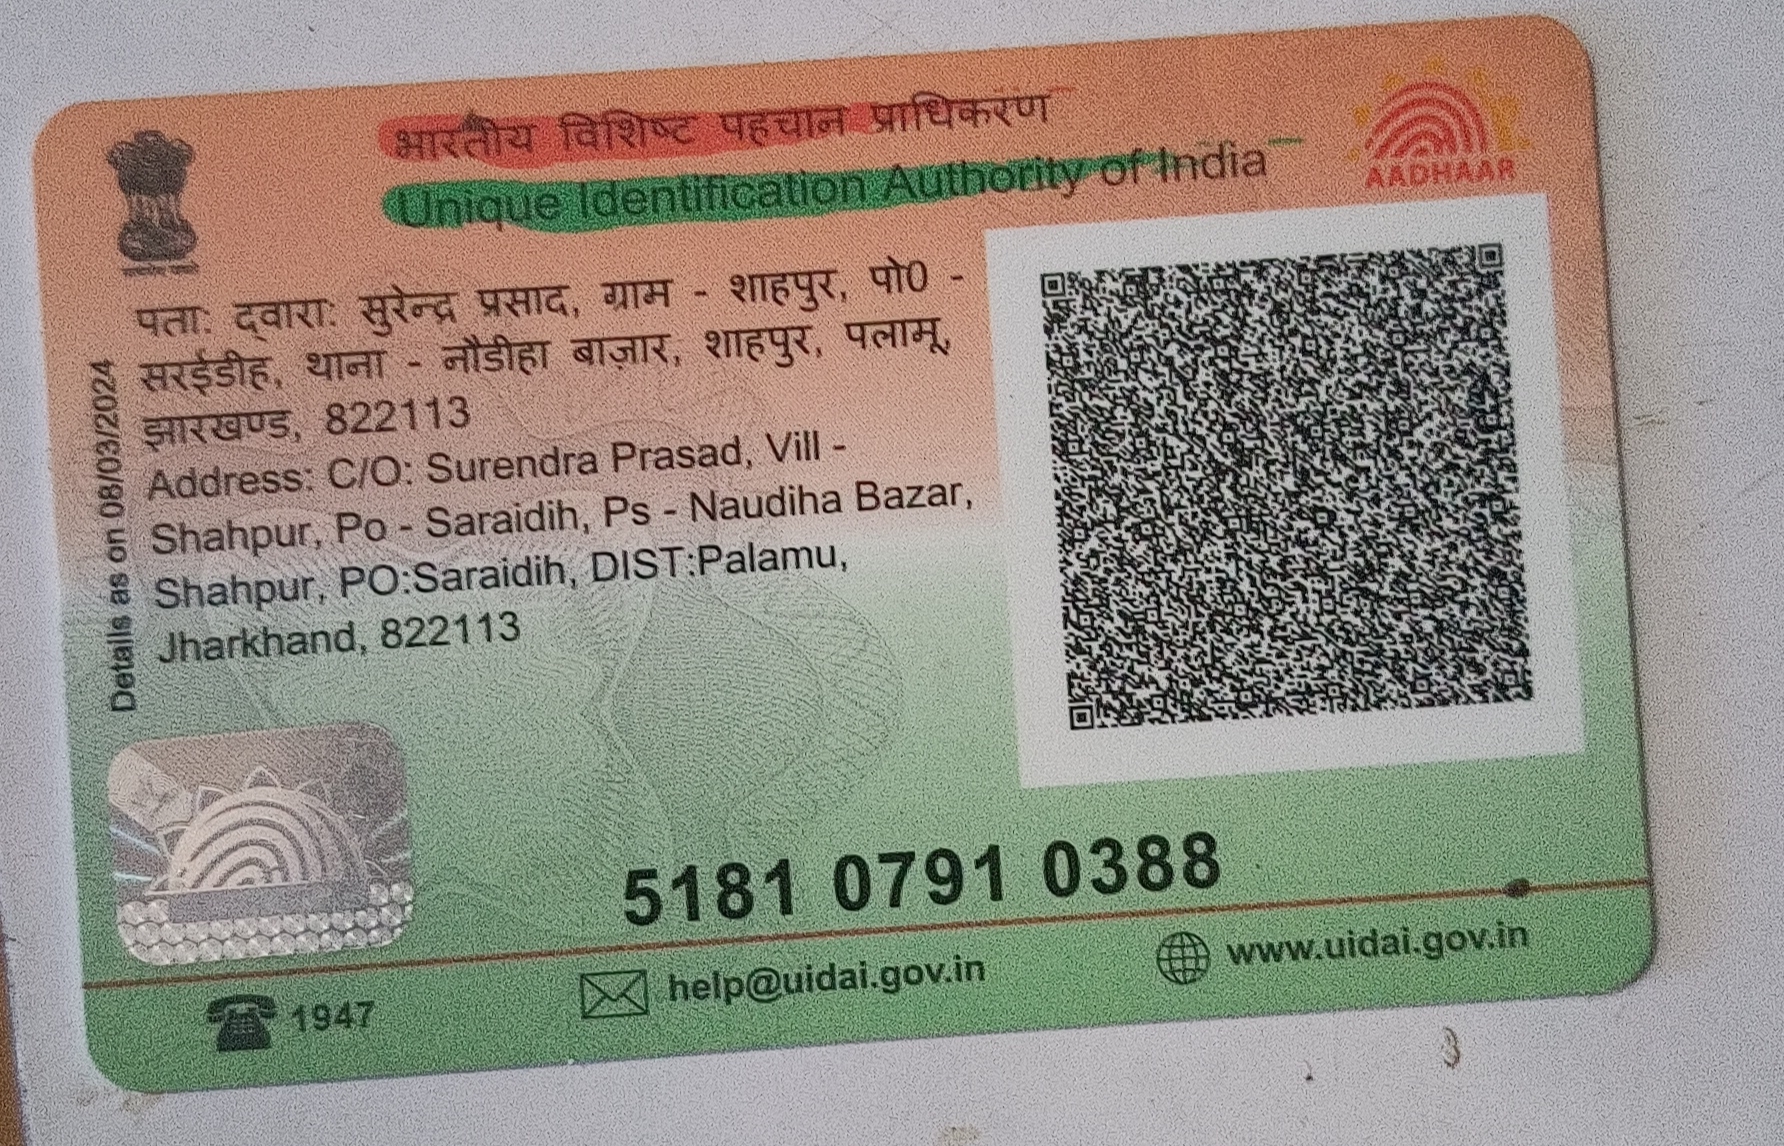 भारतीय विशिष्ट पहचान प्राधिकरण
Unique Identification Authority of India
AADHAAR
पता: द्वारा: सुरेन्द्र प्रसाद, ग्राम - शाहपुर, पो0 -
सरईडीह, थाना - नौडीहा बाज़ार, शाहपुर, पलामू,
झारखण्ड, 822113
Address: C/O: Surendra Prasad, Vill -
Shahpur, Po - Saraidih, Ps - Naudiha Bazar,
Shahpur, PO:Saraidih, DIST:Palamu,
Jharkhand, 822113
Details as on 08/03/2024
5181 0791 0388
1947
help@uidai.gov.in
www.uidai.gov.in